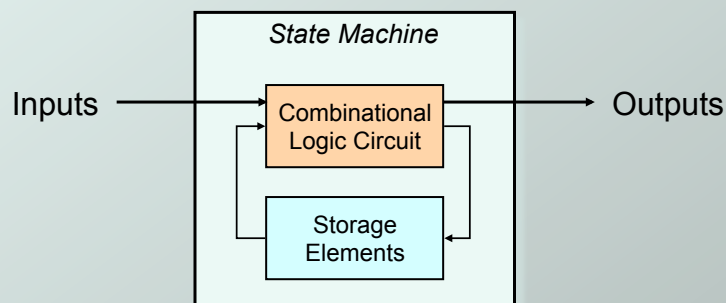 State Machine
Inputs
Combinational
Logic Circuit
Outputs
Storage
Elements